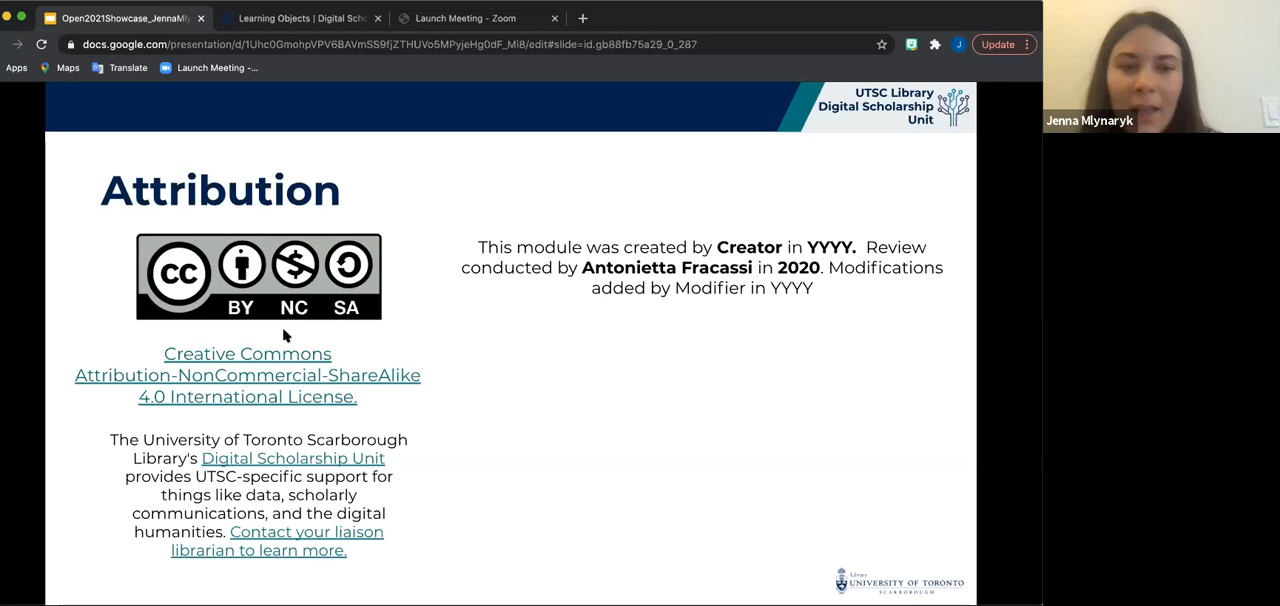 Open2021Showcase_JennaMly
Learning Objects | Digital Scho
Launch Meeting - Zoom
docs.google.com/presentation/d/1Uhc0GmohpVPV6BAVmSS9fjZTHUVo5MPyjeHg0dF_Mi8/edit#slide=id.gb88fb75a29_0_287
J
Update
Apps
Maps
Translate
Launch Meeting -...
Jenna Mlynaryk
UTSC Library
Digital Scholarship
Unit
Attribution
CC
BY NC SA
Creative Commons
Attribution-NonCommercial-ShareAlike
4.0 International License.
The University of Toronto Scarborough
Library's Digital Scholarship Unit
provides UTSC-specific support for
things like data, scholarly
communications, and the digital
humanities. Contact your liaison
librarian to learn more.
This module was created by Creator in YYYY. Review
conducted by Antonietta Fracassi in 2020. Modifications
added by Modifier in YYYY
Library
UNIVERSITY OF TORONTO
SCARBOROUGH